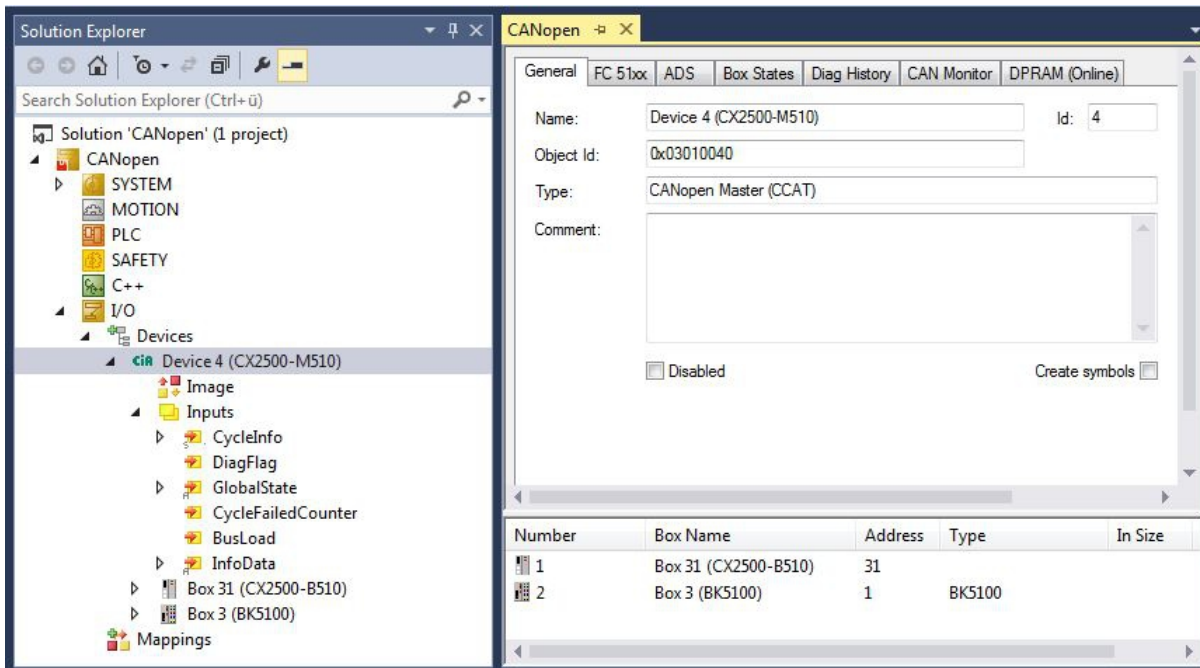 Solution Explorer
Search Solution Explorer (Ctrl+ü)
Solution 'CANopen' (1 project)
CANopen
SYSTEM
MOTION
PLC
SAFETY
C++
I/O
Devices
CiA Device 4 (CX2500-M510)
Image
Inputs
CycleInfo
DiagFlag
GlobalState
CycleFailedCounter
BusLoad
InfoData
Box 31 (CX2500-B510)
Box 3 (BK5100)
Mappings
CANopen
General FC 51xx ADS Box States Diag History CAN Monitor DPRAM (Online)
Name: Device 4 (CX2500-M510) Id: 4
Object Id: 0x03010040
Type: CANopen Master (CCAT)
Comment:
Disabled Create symbols
Number Box Name Address Type In Size
1 Box 31 (CX2500-B510) 31
2 Box 3 (BK5100) 1 BK5100